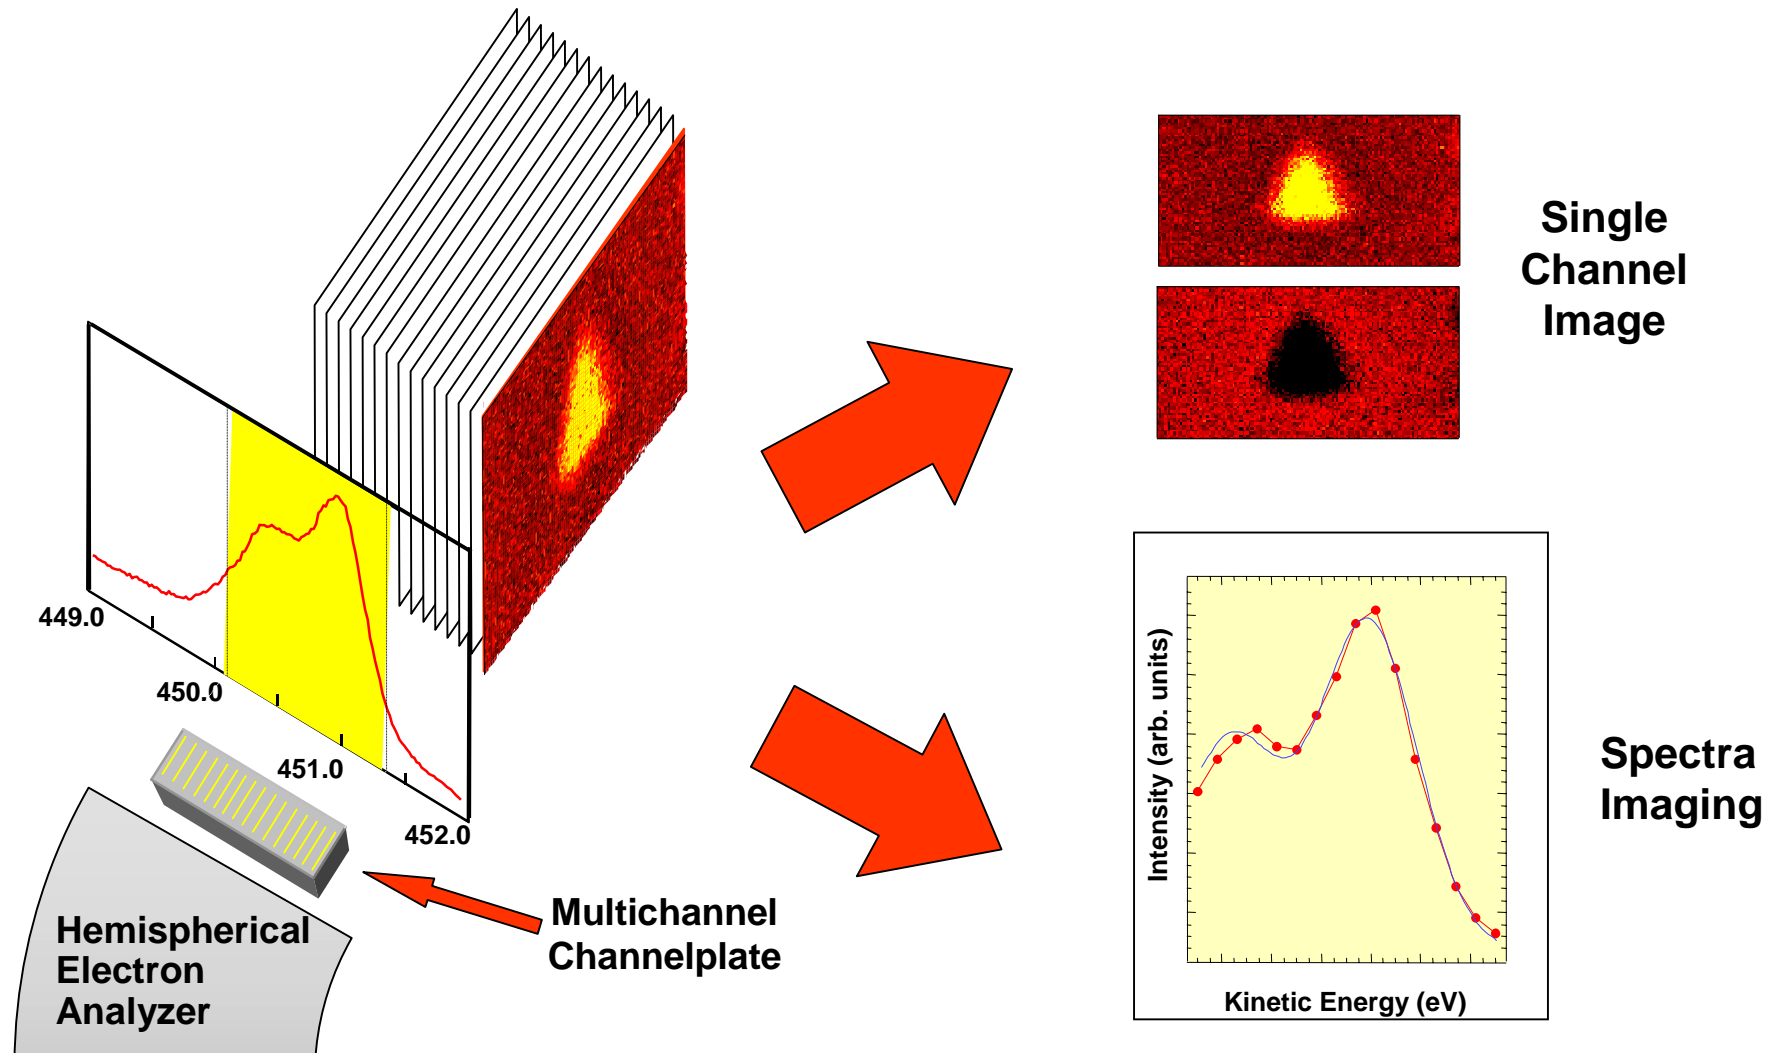 Single
Channel
Image
449.0
450.0
451.0
452.0
Hemispherical
Electron
Analyzer
Multichannel
Channelplate
Intensity (arb. units)
Kinetic Energy (eV)
Spectra
Imaging